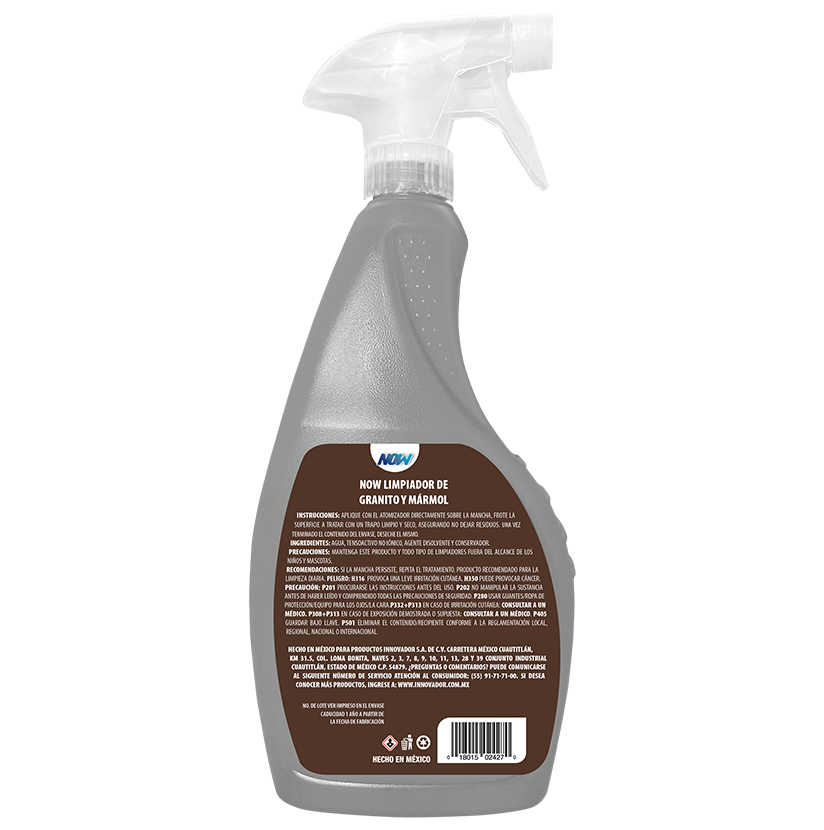 NOW
NOW LIMPIADOR DE
GRANITO Y MÁRMOL
INSTRUCCIONES: APLIQUE CON EL ATOMIZADOR DIRECTAMENTE SOBRE LA MANCHA, FROTE LA
SUPERFICIE A TRATAR CON UN TRAPO LIMPIO Y SECO, ASEGURANDO NO DEJAR RESIDUOS. UNA VEZ
TERMINADO EL CONTENIDO DEL ENVASE, DESECHE EL MISMO.
INGREDIENTES: AGUA, TENSOACTIVO NO IÓNICO, AGENTE DISOLVENTE Y CONSERVADOR.
PRECAUCIONES: MANTENGA ESTE PRODUCTO Y TODO TIPO DE LIMPIADORES FUERA DEL ALCANCE DE LOS
NIÑOS Y MASCOTAS.
RECOMENDACIONES: SI LA MANCHA PERSISTE, REPITA EL TRATAMIENTO. PRODUCTO RECOMENDADO PARA LA
LIMPIEZA DIARIA. PELIGRO: H316 PROVOCA UNA LEVE IRRITACIÓN CUTÁNEA. H350 PUEDE PROVOCAR CÁNCER.
PRECAUCIÓN: P201 PROCURARSE LAS INSTRUCCIONES ANTES DEL USO. P202 NO MANIPULAR LA SUSTANCIA
ANTES DE HABER LEÍDO Y COMPRENDIDO TODAS LAS PRECAUCIONES DE SEGURIDAD. P280 USAR GUANTES/ROPA DE
PROTECCIÓN/EQUIPO PARA LOS OJOS/LA CARA.P332+P313 EN CASO DE IRRITACIÓN CUTÁNEA: CONSULTAR A UN
MÉDICO. P308+P313 EN CASO DE EXPOSICIÓN DEMOSTRADA O SUPUESTA: CONSULTAR A UN MÉDICO. P405
GUARDAR BAJO LLAVE. P501 ELIMINAR EL CONTENIDO/RECIPIENTE CONFORME A LA REGLAMENTACIÓN LOCAL,
REGIONAL, NACIONAL O INTERNACIONAL.
HECHO EN MÉXICO PARA PRODUCTOS INNOVADOR S.A. DE C.V. CARRETERA MÉXICO CUAUTITLÁN,
KM 31.5, COL. LOMA BONITA, NAVES 2, 3, 7, 8, 9, 10, 11, 13, 28 Y 39 CONJUNTO INDUSTRIAL
CUAUTITLÁN, ESTADO DE MÉXICO C.P. 54879. ¿PREGUNTAS O COMENTARIOS? PUEDE COMUNICARSE
AL SIGUIENTE NÚMERO DE SERVICIO ATENCIÓN AL CONSUMIDOR: (55) 91-71-71-00. SI DESEA
CONOCER MÁS PRODUCTOS, INGRESE A: WWW.INNOVADOR.COM.MX
NO. DE LOTE VER IMPRESO EN EL ENVASE
CADUCIDAD 1 AÑO A PARTIR DE
LA FECHA DE FABRICACIÓN
HECHO EN MÉXICO
0 18015 02427 0